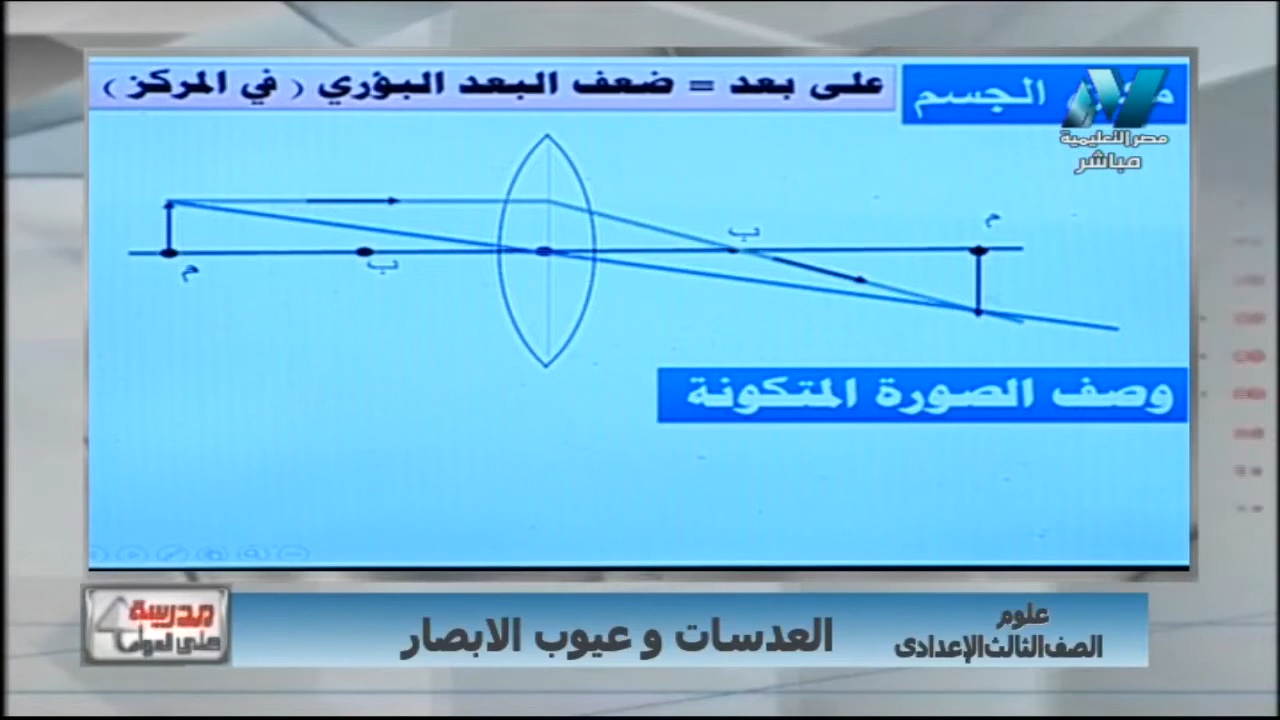 الجسم
على بعد = ضعف البعد البؤري ( في المركز )
مصر التعليمية
مباشر
م
ب
ب
م
وصف الصورة المتكونة
علوم
الصف الثالث الإعدادى
العدسات و عيوب الابصار
مدرسة
على الهواء